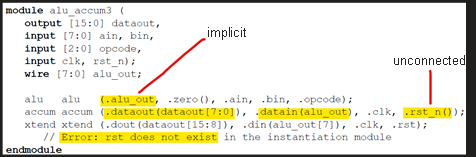 module alu_accum3 (
output [15:0] dataout,
input [7:0] ain, bin,
input [2:0] opcode,
input clk, rst_n);
wire [7:0] alu_out;
implicit
unconnected
alu alu (.alu_out, .zero(), .ain, .bin, .opcode);
accum accum (.dataout(dataout[7:0]), .datain(alu_out), .clk, .rst_n());
xtend xtend (.dout(dataout[15:8]), .din(alu_out[7]), .clk, .rst);
// Error: rst does not exist in the instantiation module
endmodule